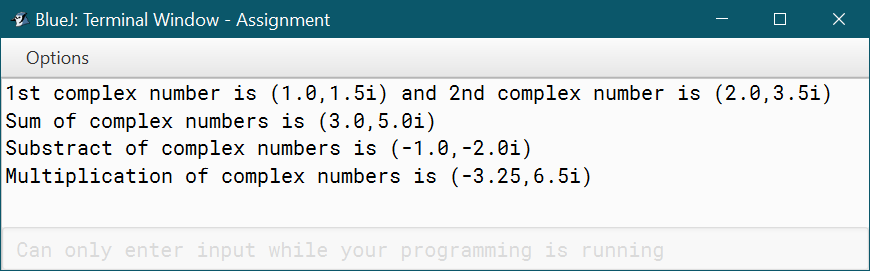 BlueJ: Terminal Window - Assignment
Options
1st complex number is (1.0,1.5i) and 2nd complex number is (2.0,3.5i)
Sum of complex numbers is (3.0,5.0i)
Substract of complex numbers is (-1.0,-2.0i)
Multiplication of complex numbers is (-3.25,6.5i)
Can only enter input while your programming is running